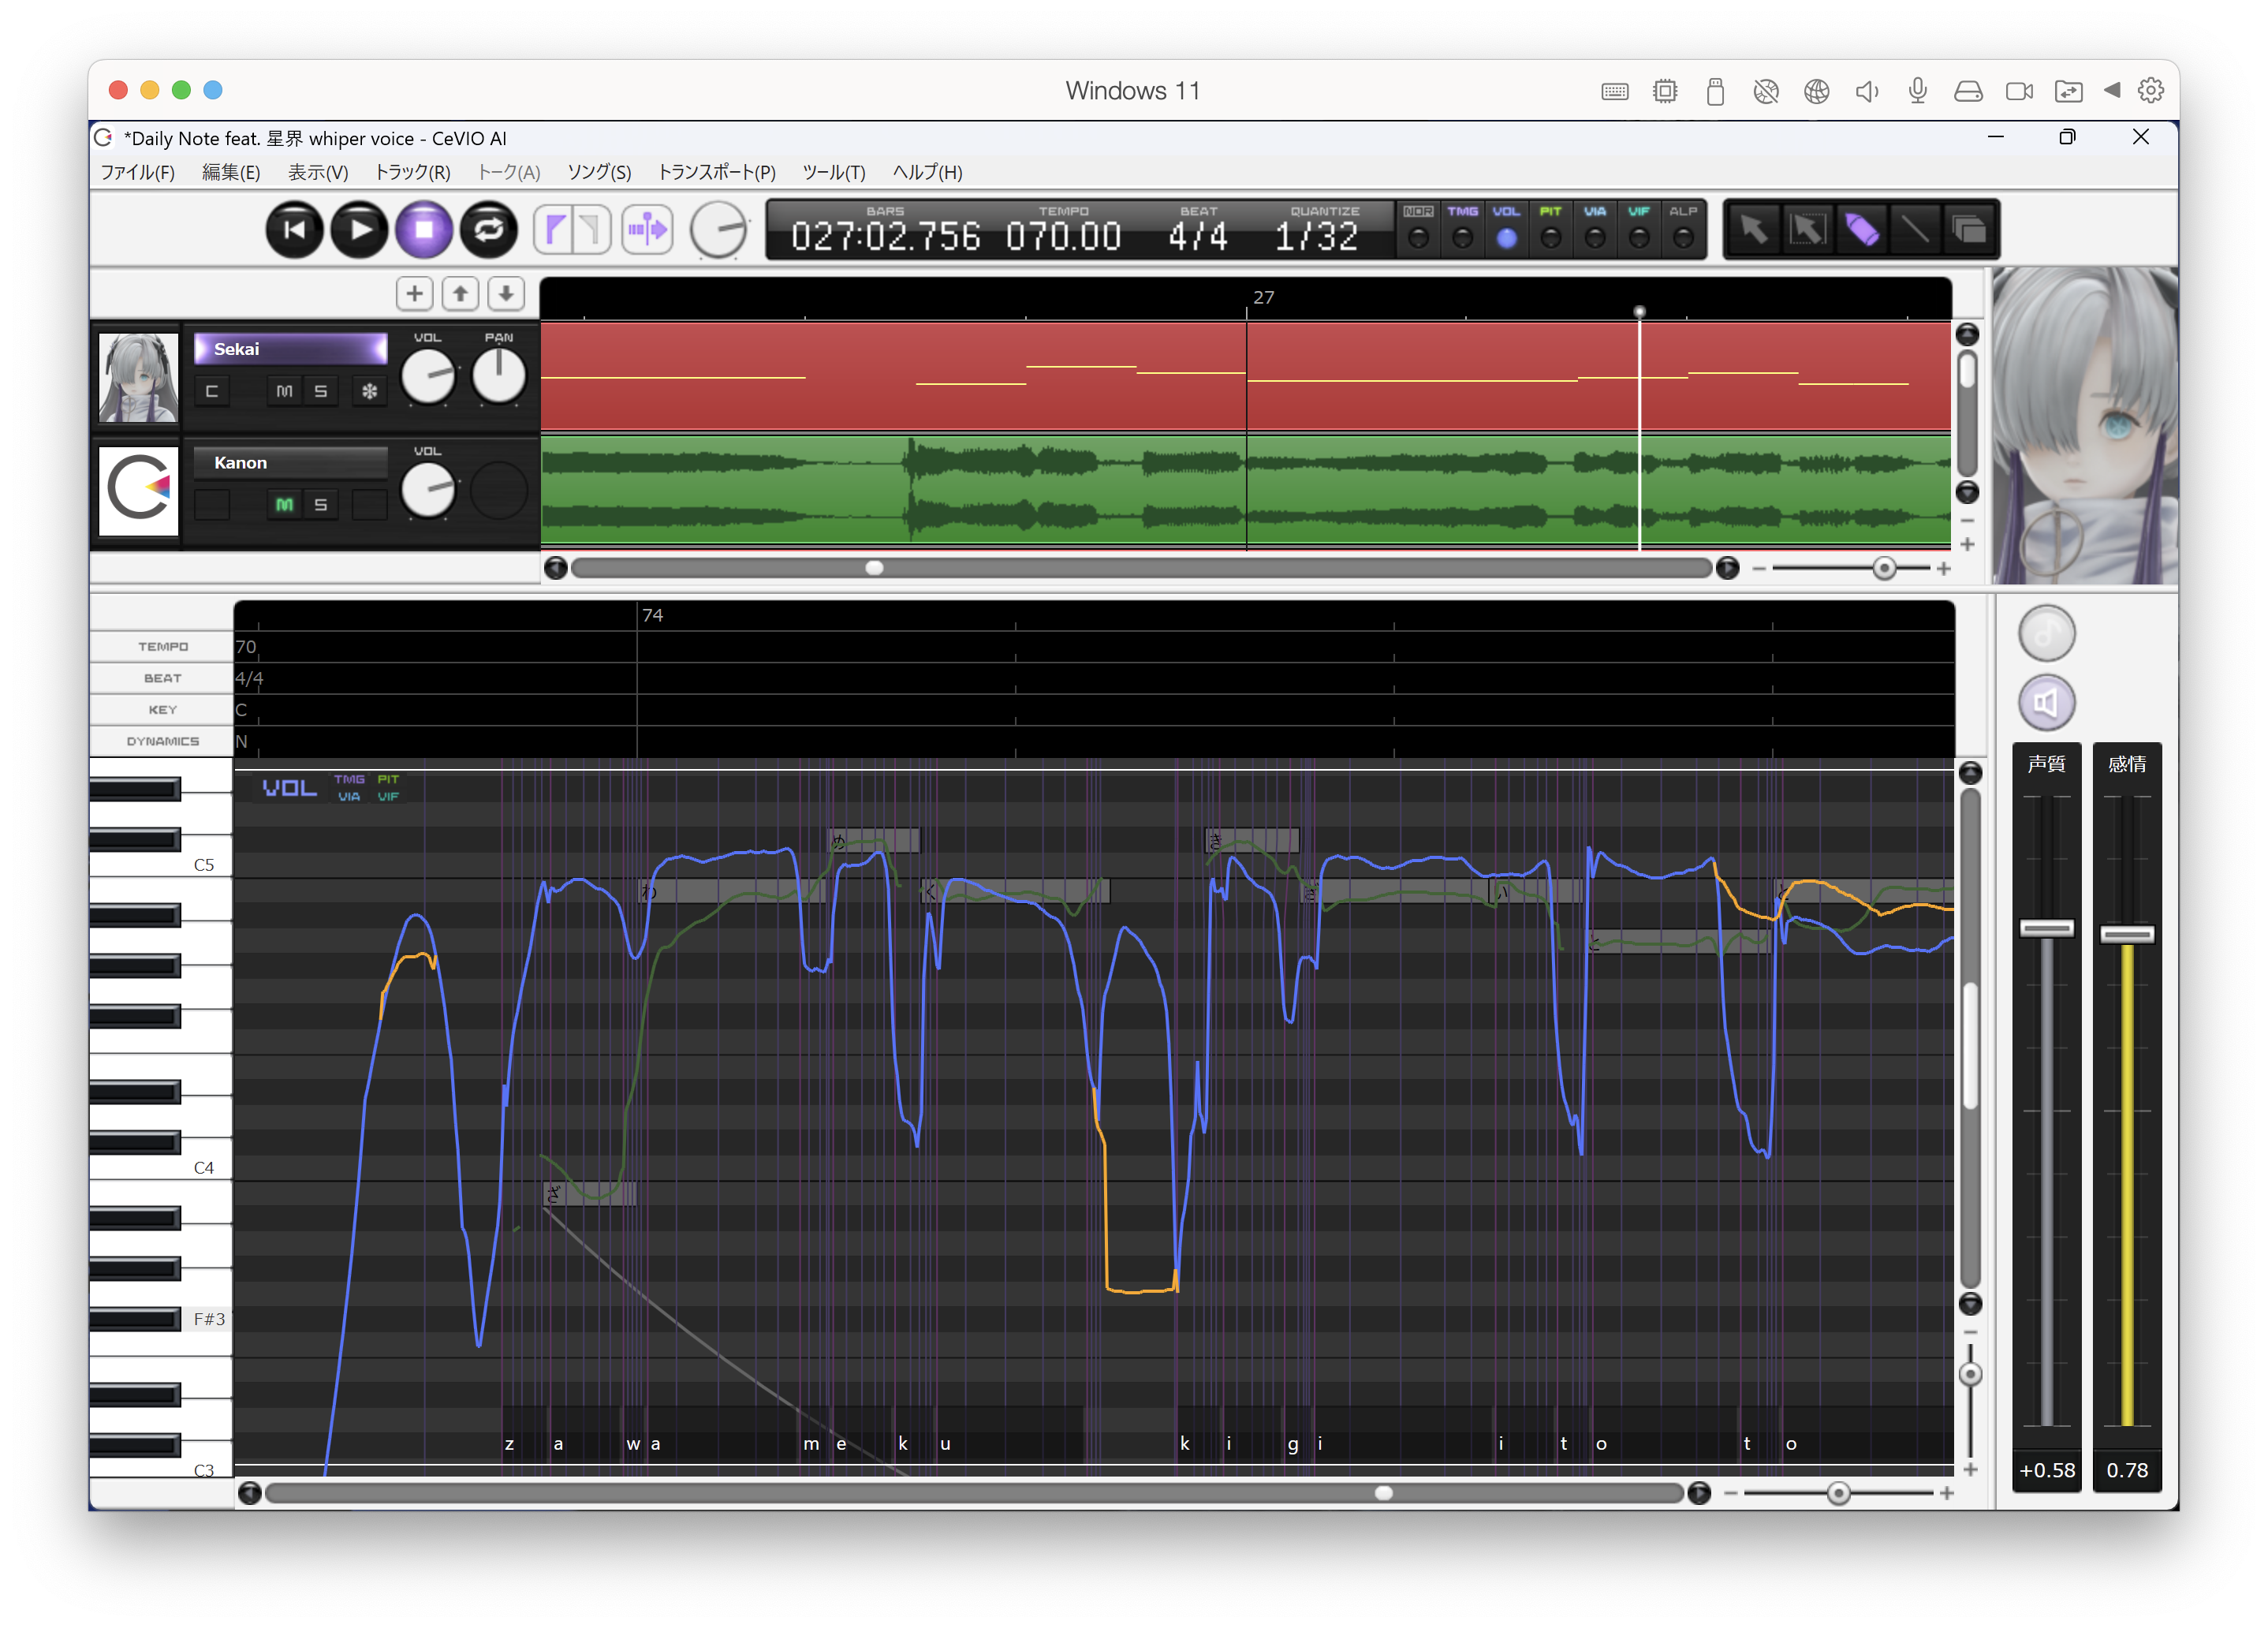 Windows 11
*Daily Note feat. 星界 whiper voice - CeVIO AI
ファイル(F) 編集(E) 表示(V) トラック(R) トーク(A) ソング(S) トランスポート(P) ツール(T) ヘルプ(H)
BARS TEMPO BEAT QUANTIZE NOR TMG VOL PIT VIA VIF ALP
027:02.756 070.00 4/4 1/32
27
Sekai VOL PAN
C M S
Kanon VOL
M S
74
TEMPO 70
BEAT 4/4
KEY C
DYNAMICS N
声質 感情
VOL TMG PIT
VIA VIF
め き
C5
わ く ぎ い と と
C4
ざ
F#3
z a w a m e k u k i g i i t o t o
C3
+0.58 0.78